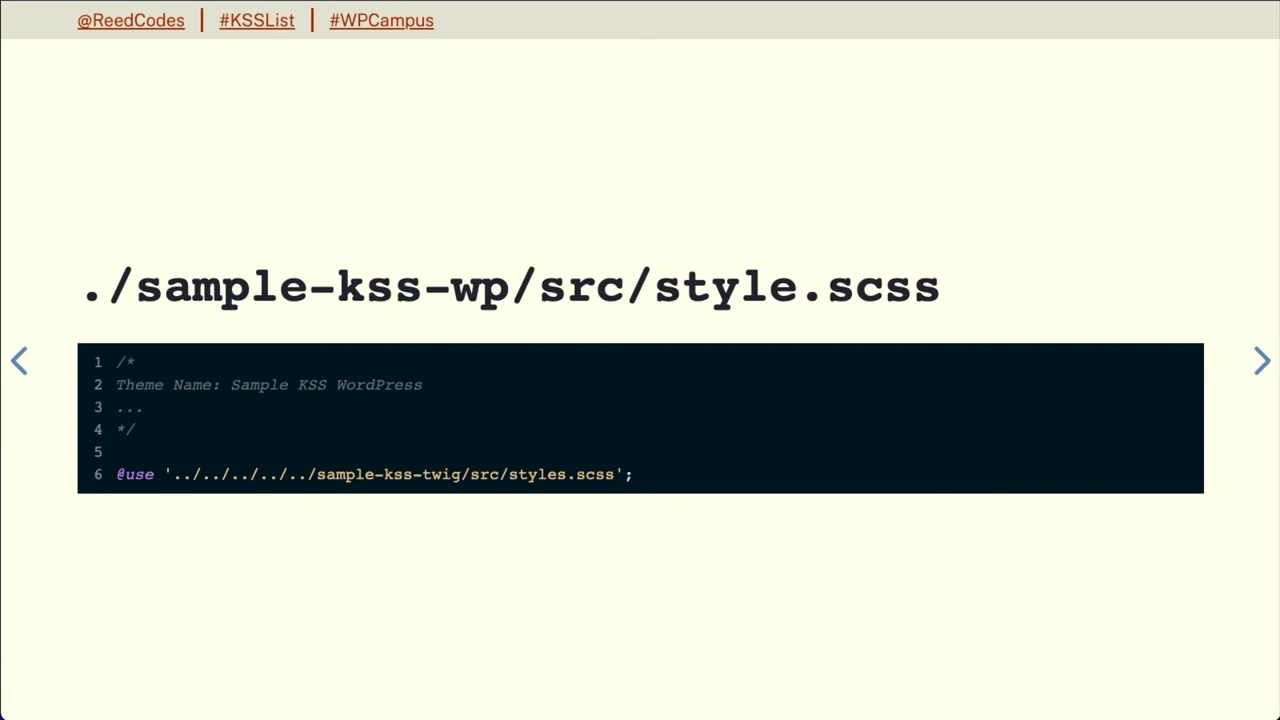 @ReedCodes | #KSSList | #WPCampus
./sample-kss-wp/src/style.scss
1 /*
2 Theme Name: Sample KSS WordPress
3 ...
4 */
5
6 @use '../../../../../sample-kss-twig/src/styles.scss';